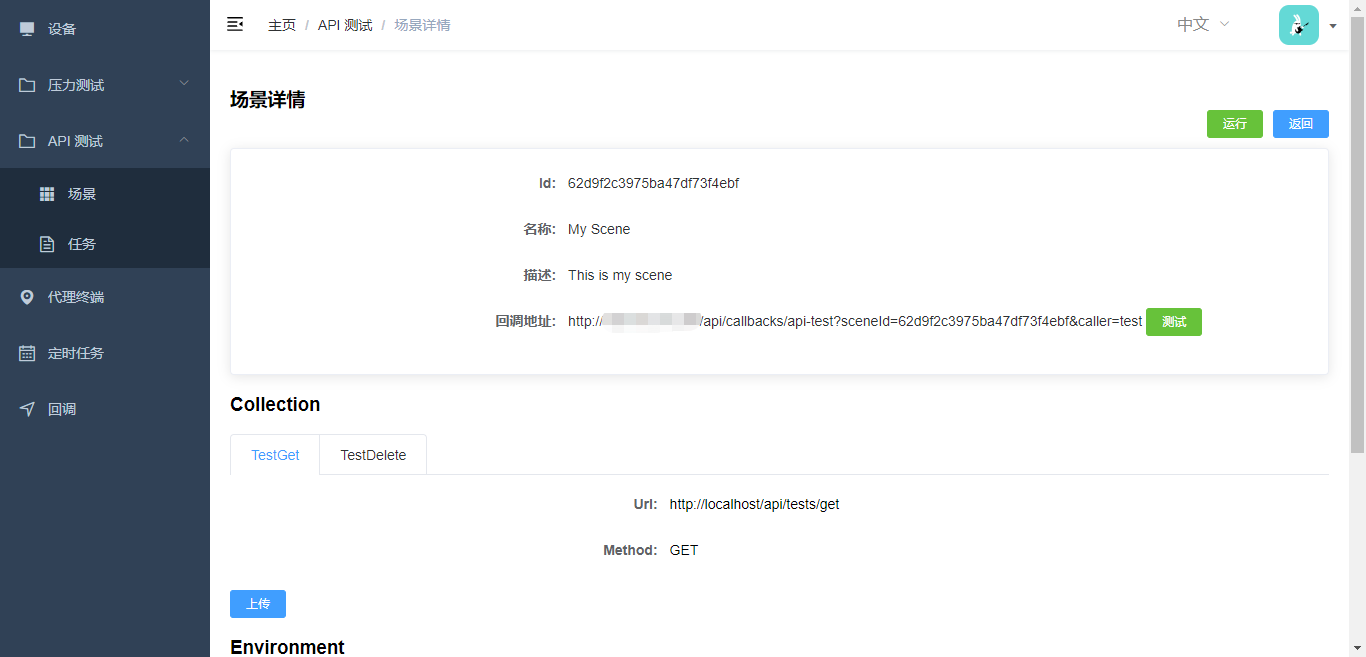 设备
压力测试
API 测试
场景
任务
代理终端
定时任务
回调
主页 / API 测试 / 场景详情
中文
场景详情
运行 返回
Id: 62d9f2c3975ba47df73f4ebf
名称: My Scene
描述: This is my scene
回调地址: http:///api/callbacks/api-test?sceneId=62d9f2c3975ba47df73f4ebf&caller=test 测试
Collection
TestGet TestDelete
Url: http://localhost/api/tests/get
Method: GET
上传
Environment